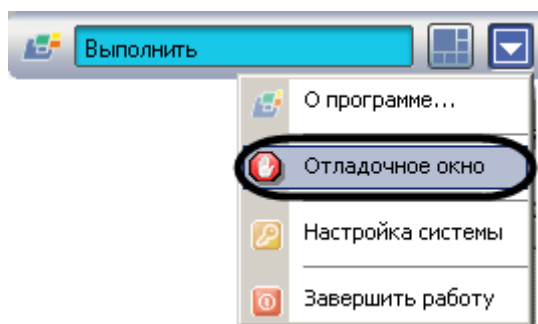 Выполнить
О программе...
Отладочное окно
Настройка системы
Завершить работу